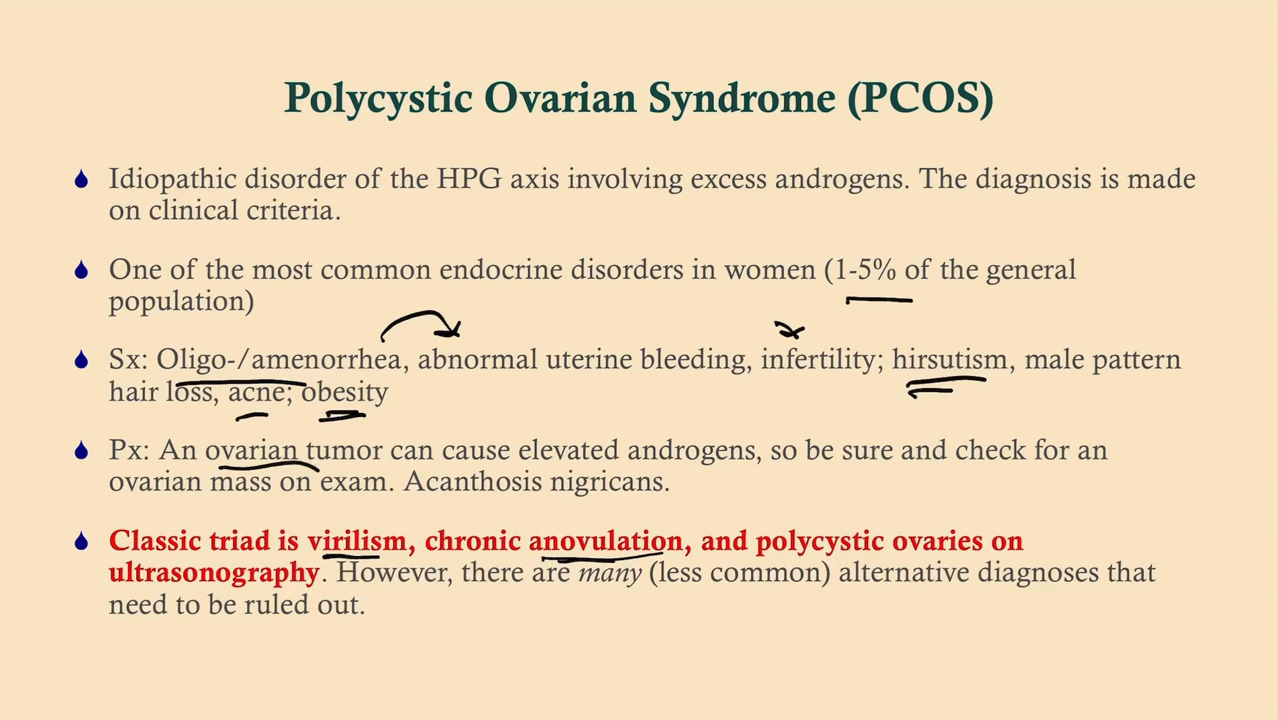 Polycystic Ovarian Syndrome (PCOS)
Idiopathic disorder of the HPG axis involving excess androgens. The diagnosis is made
on clinical criteria.
One of the most common endocrine disorders in women (1-5% of the general
population)
Sx: Oligo-/amenorrhea, abnormal uterine bleeding, infertility; hirsutism, male pattern
hair loss, acne; obesity
Px: An ovarian tumor can cause elevated androgens, so be sure and check for an
ovarian mass on exam. Acanthosis nigricans.
Classic triad is virilism, chronic anovulation, and polycystic ovaries on
ultrasonography. However, there are many (less common) alternative diagnoses that
need to be ruled out.